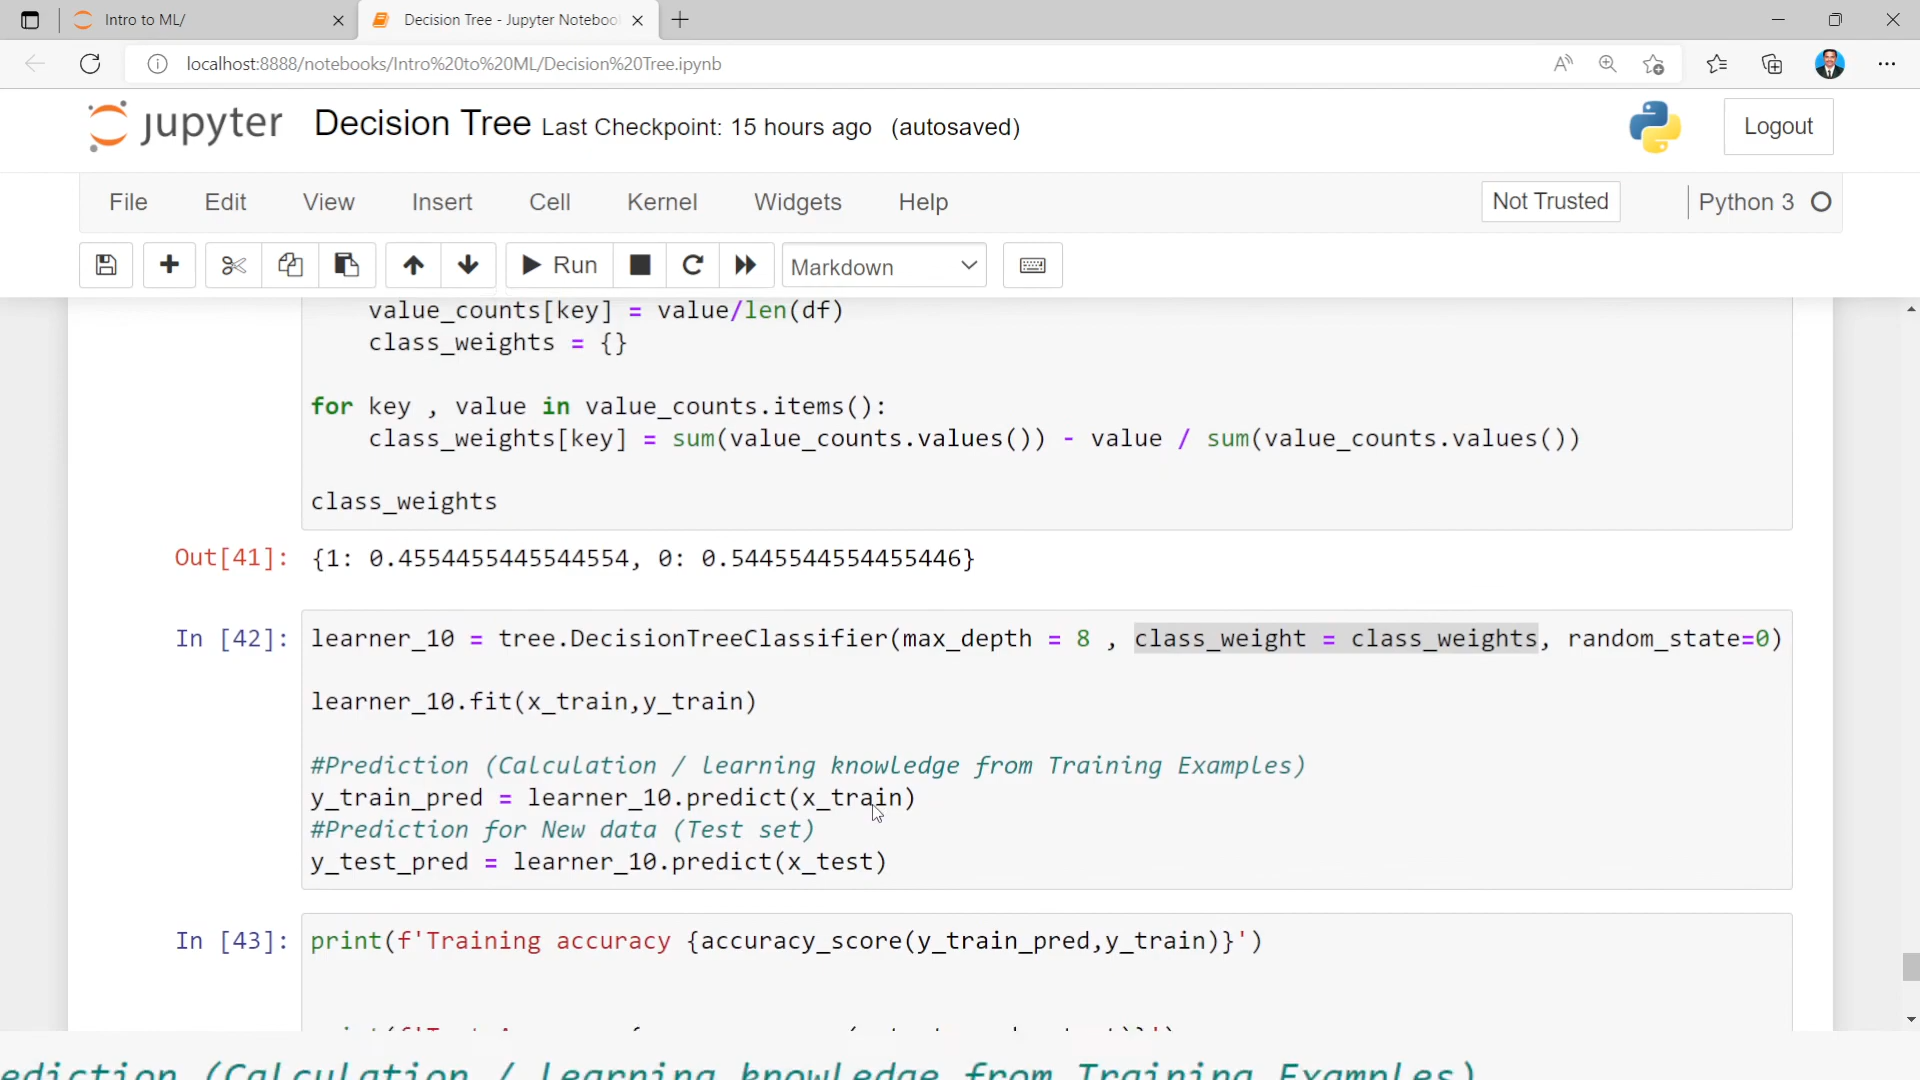 Intro to ML/
Decision Tree - Jupyter Noteboo
localhost:8888/notebooks/Intro%20to%20ML/Decision%20Tree.ipynb
jupyter Decision Tree Last Checkpoint: 15 hours ago (autosaved)
Logout
File Edit View Insert Cell Kernel Widgets Help
Not Trusted
Python 3
Run
Markdown
value_counts[key] = value/len(df)
class_weights = {}
for key , value in value_counts.items():
class_weights[key] = sum(value_counts.values()) - value / sum(value_counts.values())
class_weights
Out[41]: {1: 0.4554455445544554, 0: 0.5445544554455446}
In [42]: learner_10 = tree.DecisionTreeClassifier(max_depth = 8 , class_weight = class_weights, random_state=0)
learner_10.fit(x_train,y_train)
#Prediction (Calculation / learning knowledge from Training Examples)
y_train_pred = learner_10.predict(x_train)
#Prediction for New data (Test set)
y_test_pred = learner_10.predict(x_test)
In [43]: print(f'Training accuracy {accuracy_score(y_train_pred,y_train)}')
ediction (Calculation / learning knowledge from Training Examples)